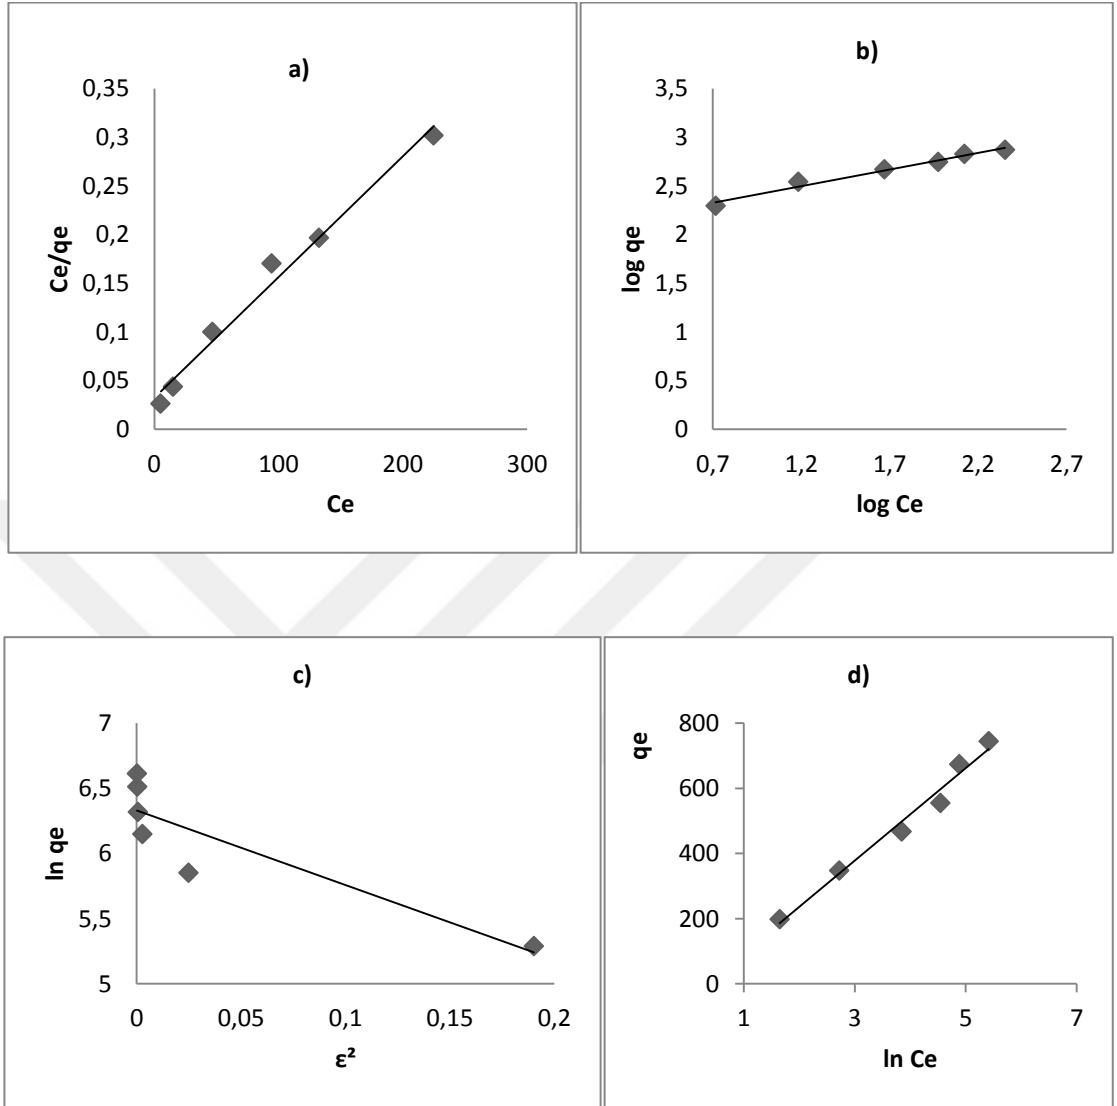 a)
0,35
0,3
0,25
0,2
0,15
0,1
0,05
0
Ce/qe
0 100 200 300
Ce
b)
3,5
3
2,5
2
1,5
1
0,5
0
log qe
0,7 1,2 1,7 2,2 2,7
log Ce
c)
7
6,5
6
5,5
5
ln qe
0 0,05 0,1 0,15 0,2
ε²
d)
qe
800
600
400
200
0
1 3 5 7
ln Ce